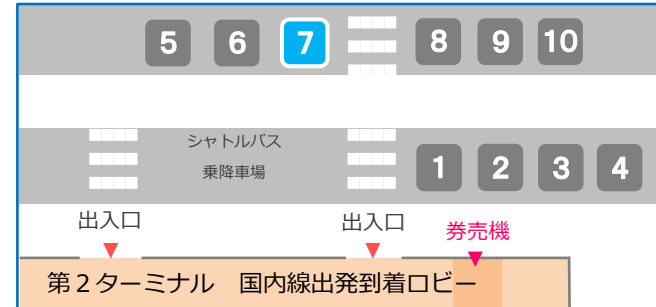 5 6 7 8 9 10
シャトルバス
乗降車場
1 2 3 4
出入口 出入口 券売機
第２ターミナル　国内線出発到着ロビー